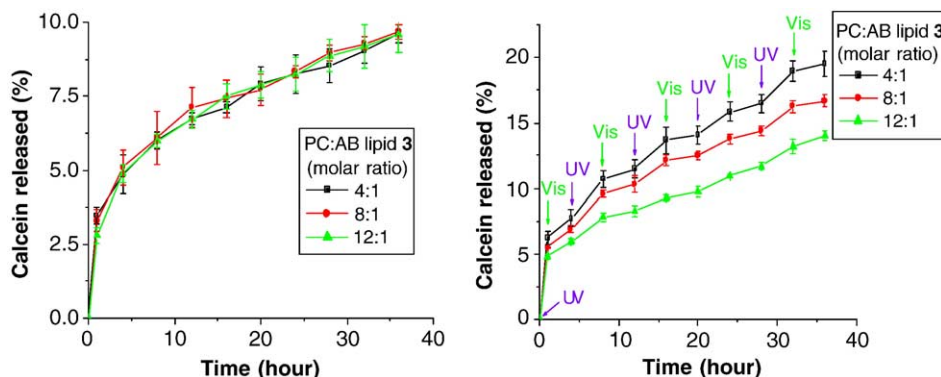 10.0
7.5
5.0
2.5
0.0
Calcein released (%)
PC:AB lipid 3
(molar ratio)
4:1
8:1
12:1
0
10
20
30
40
Time (hour)
20
15
10
5
0
Calcein released (%)
Vis
UV
Vis
UV
Vis
UV
Vis
UV
Vis
UV
PC:AB lipid 3
(molar ratio)
4:1
8:1
12:1
0
10
20
30
40
Time (hour)